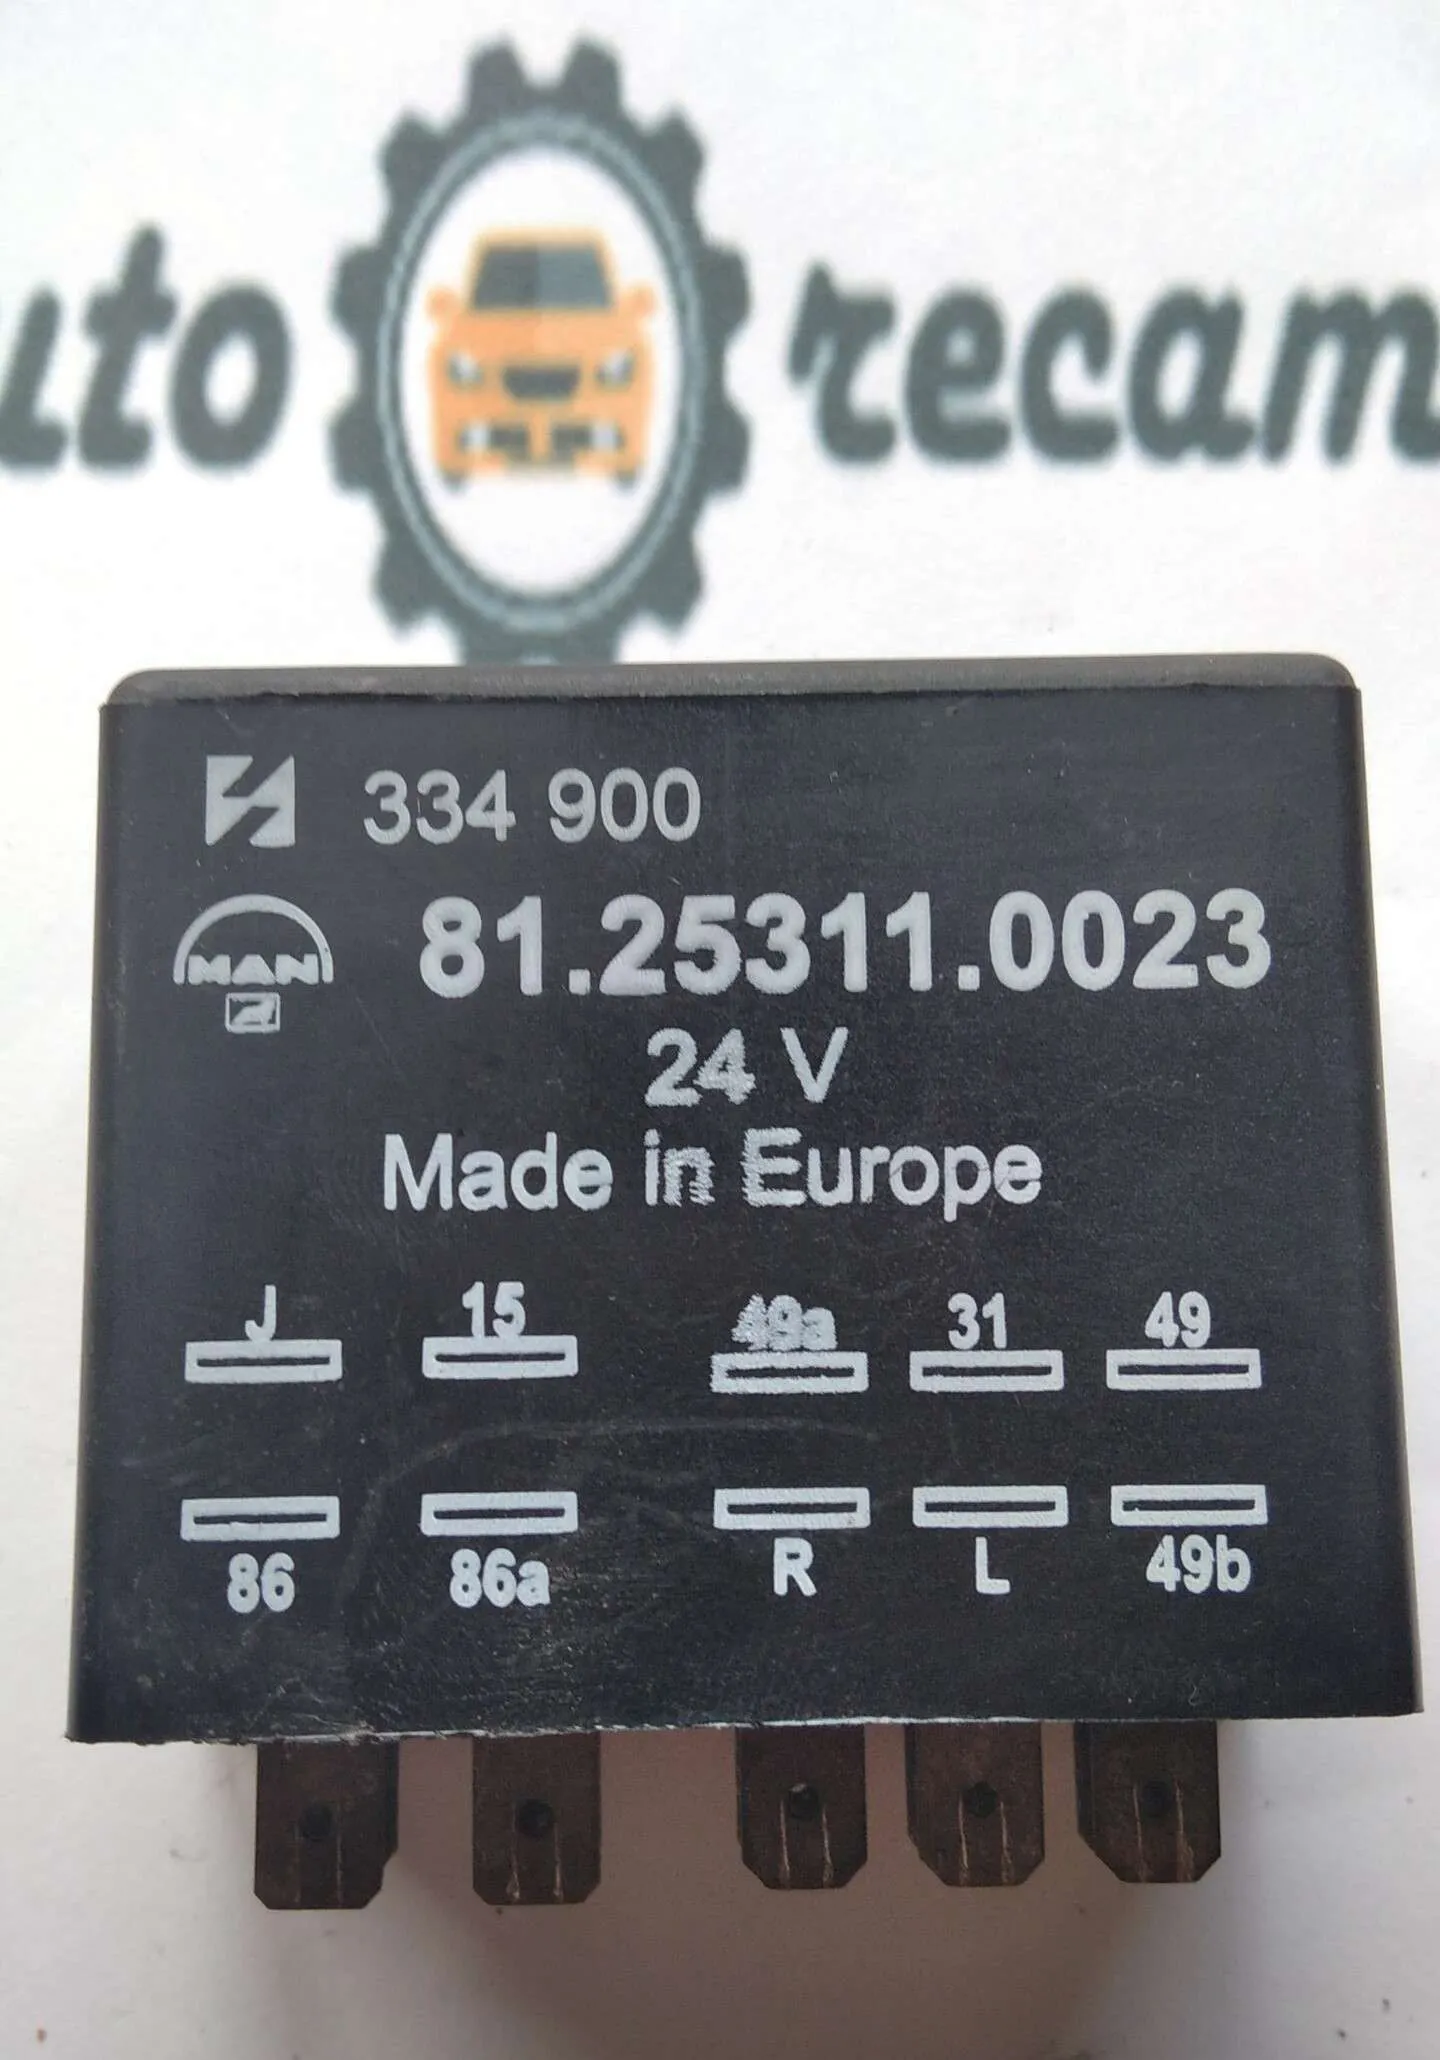 uto recam
334 900
MAN 81.25311.0023
24 V
Made in Europe
J 15 49a 31 49
86 86a R L 49b